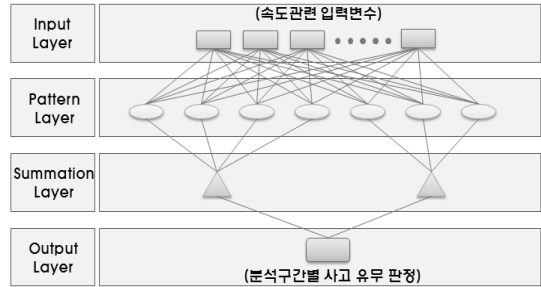 (속도관련 입력변수)
Input
Layer
Pattern
Layer
Summation
Layer
Output
Layer
(분석구간별 사고 유무 판정)